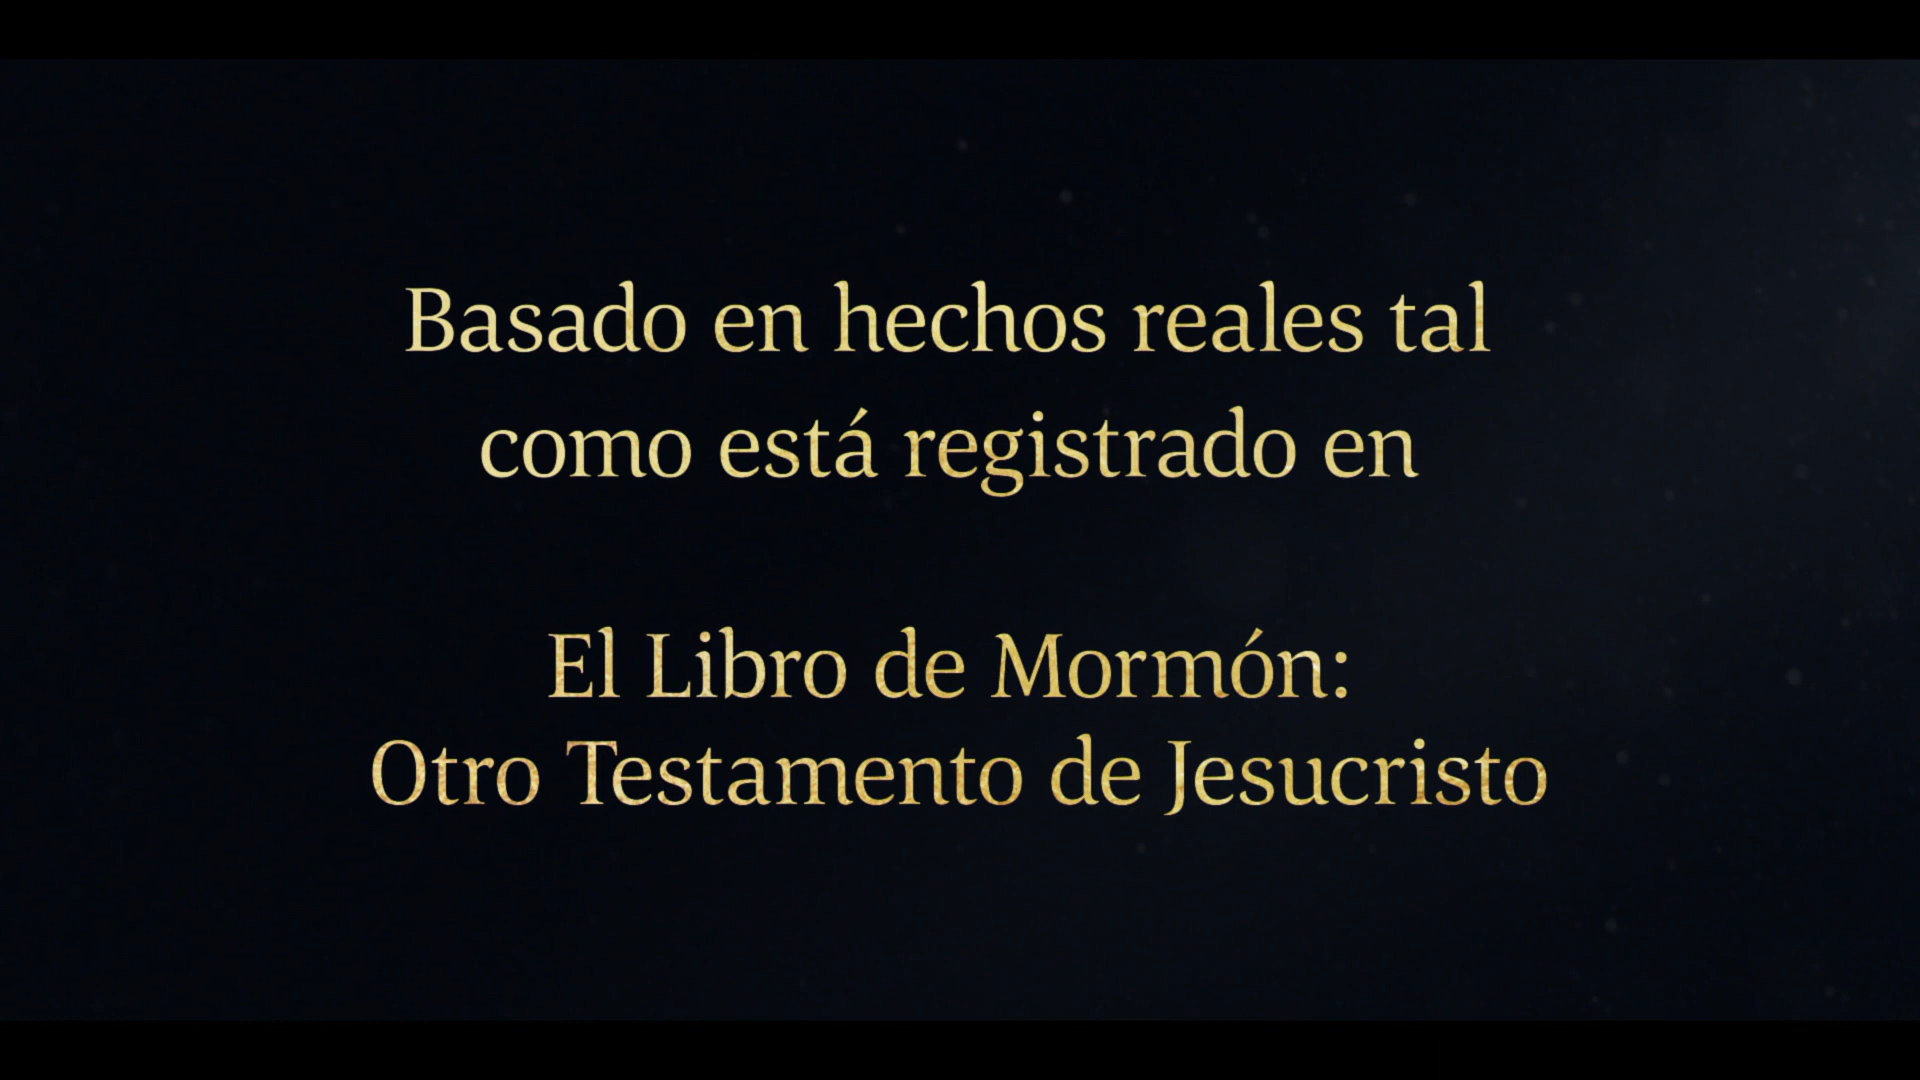 Basado en hechos reales tal
como está registrado en
El Libro de Mormón:
Otro Testamento de Jesucristo